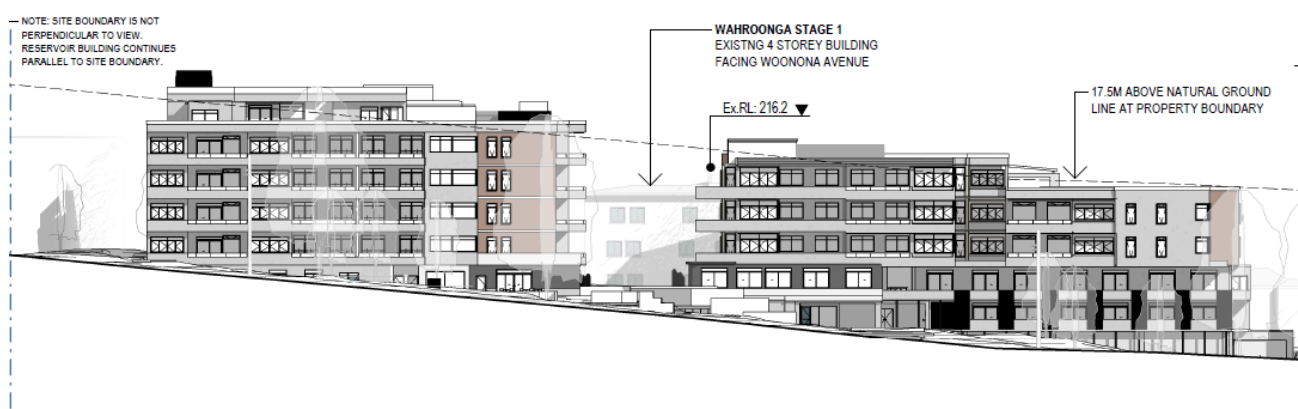 NOTE: SITE BOUNDARY IS NOT
PERPENDICULAR TO VIEW.
RESERVOIR BUILDING CONTINUES
PARALLEL TO SITE BOUNDARY.
WAHROONGA STAGE 1
EXISTNG 4 STOREY BUILDING
FACING WOONONA AVENUE
Ex.RL: 216.2
17.5M ABOVE NATURAL GROUND
LINE AT PROPERTY BOUNDARY